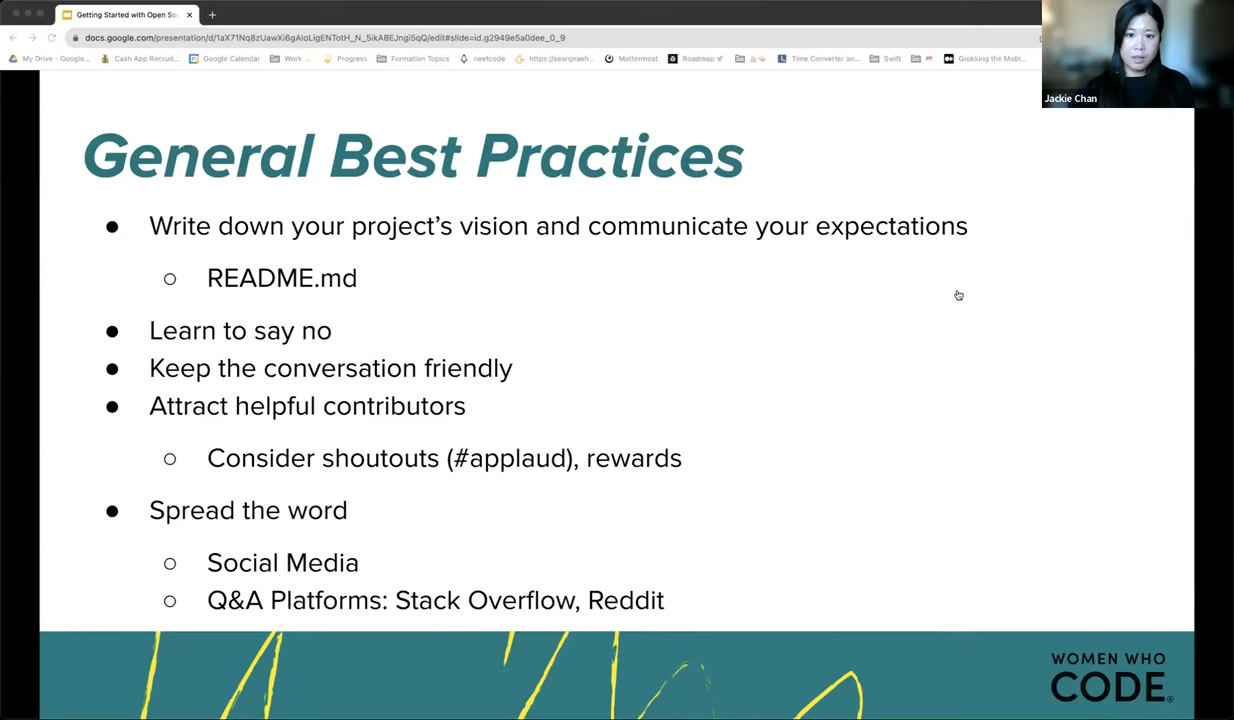 Getting Started with Open So
docs.google.com/presentation/d/1aX71Nq8zUawXi6gAIoLigENTotH_N_5ikA8EJngi5qQ/edit#slide=id.g2949e5a0dee_0_9
My Drive - Google... Cash App Recruit... Google Calendar Work Progress Formation Topics neetcode https://seanprash... Mattermost Roadmap Time Converter an... Swift Grokking the Mobi...
Jackie Chan
General Best Practices
● Write down your project's vision and communicate your expectations
○ README.md
● Learn to say no
● Keep the conversation friendly
● Attract helpful contributors
○ Consider shoutouts (#applaud), rewards
● Spread the word
○ Social Media
○ Q&A Platforms: Stack Overflow, Reddit
WOMEN WHO
CODE®